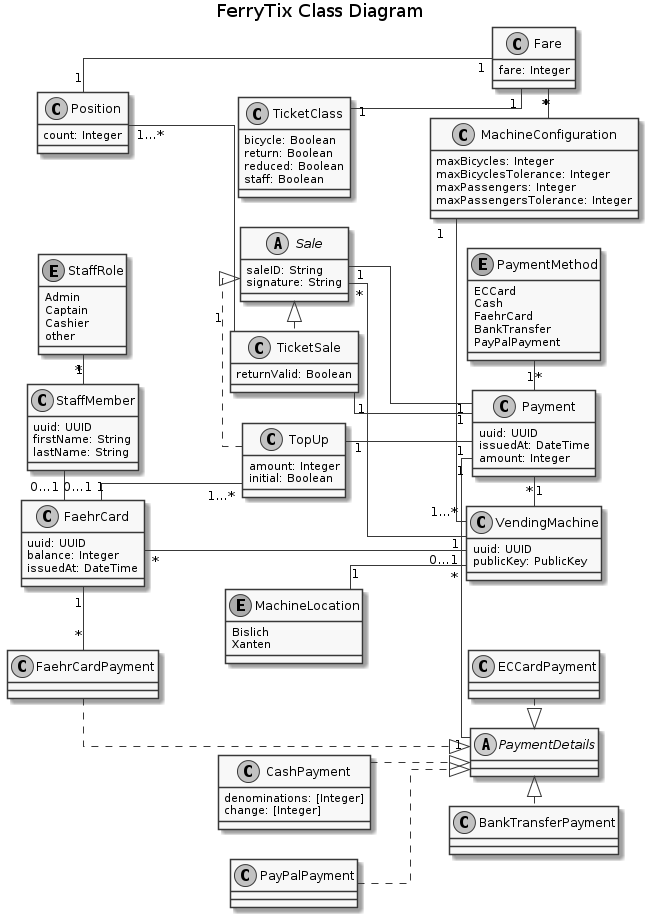 FerryTix Class Diagram
C Fare
fare: Integer
1
1
1
*
C Position
count: Integer
1...*
C TicketClass
bicycle: Boolean
return: Boolean
reduced: Boolean
staff: Boolean
1
C MachineConfiguration
maxBicycles: Integer
maxBicyclesTolerance: Integer
maxPassengers: Integer
maxPassengersTolerance: Integer
1
A Sale
saleID: String
signature: String
1
*
E StaffRole
Admin
Captain
Cashier
other
E PaymentMethod
ECCard
Cash
FaehrCard
BankTransfer
PayPalPayment
1
C TicketSale
returnValid: Boolean
1
1 *
C StaffMember
uuid: UUID
firstName: String
lastName: String
C Payment
uuid: UUID
issuedAt: DateTime
amount: Integer
1
1
1
1
C TopUp
amount: Integer
initial: Boolean
1
1...*
0...1 0...1 1
* 1
C FaehrCard
uuid: UUID
balance: Integer
issuedAt: DateTime
*
1
C VendingMachine
uuid: UUID
publicKey: PublicKey
1...*
1
0...1
*
E MachineLocation
Bislich
Xanten
1
*
C FaehrCardPayment
C ECCardPayment
A PaymentDetails
1
C CashPayment
denominations: [Integer]
change: [Integer]
C BankTransferPayment
C PayPalPayment